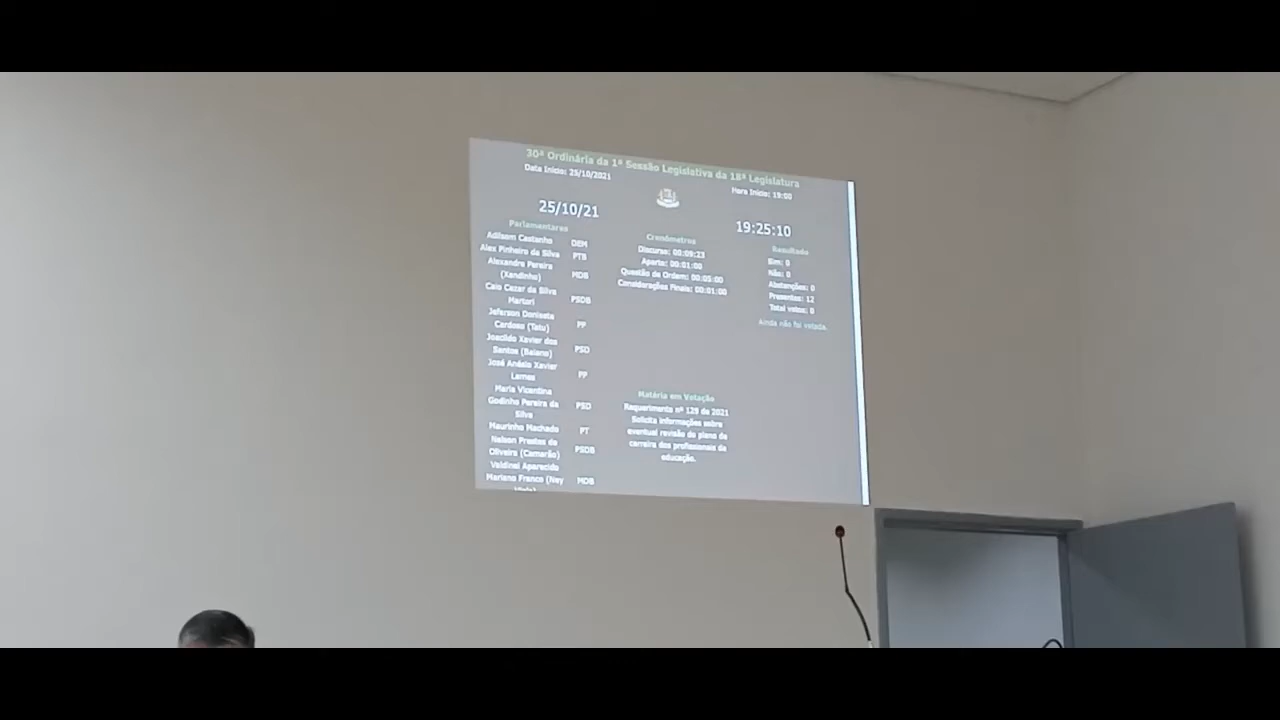 30ª Ordinária da 1ª Sessão Legislativa da 18ª Legislatura
Data Início: 25/10/2021
Hora Início: 19:00
25/10/21
19:25:10
Parlamentares
Adilson Castanho DEM
Alex Pinheiro da Silva PTB
Alexandre Pereira
(Xandinho) MDB
Caio Cezar da Silva
Martori PSDB
Jeferson Donisete
Cardoso (Tatu) PP
Joacildo Xavier dos
Santos (Baiano) PSD
José Anésio Xavier
Lemes PP
Maria Vicentina
Godinho Pereira da
Silva PSD
Maurinho Machado PT
Nelson Prestes de
Oliveira (Camarão) PSDB
Valdinei Aparecido
Mariano Franco (Ney MDB
Cronômetros
Discurso: 00:09:23
Aparte: 00:01:00
Questão de Ordem: 00:05:00
Considerações Finais: 00:01:00
Resultado
Sim: 0
Não: 0
Abstenções: 0
Presentes: 12
Total votos: 0
Ainda não foi votada.
Matéria em Votação
Requerimento nº 129 de 2021
Solicita informações sobre
eventual revisão do plano de
carreira dos profissionais da
educação.